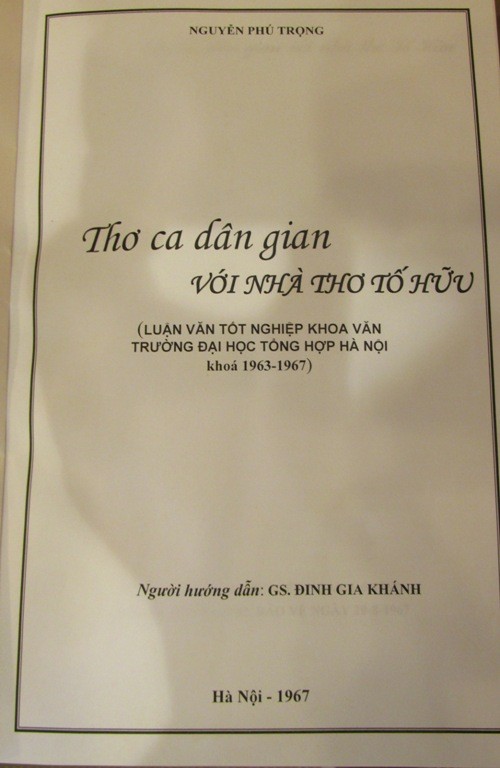 NGUYỄN PHÚ TRỌNG
Thơ ca dân gian
VỚI NHÀ THƠ TỐ HỮU
(LUẬN VĂN TỐT NGHIỆP KHOA VĂN
TRƯỜNG ĐẠI HỌC TỔNG HỢP HÀ NỘI
khoá 1963-1967)
Người hướng dẫn: GS. ĐINH GIA KHÁNH
Hà Nội - 1967